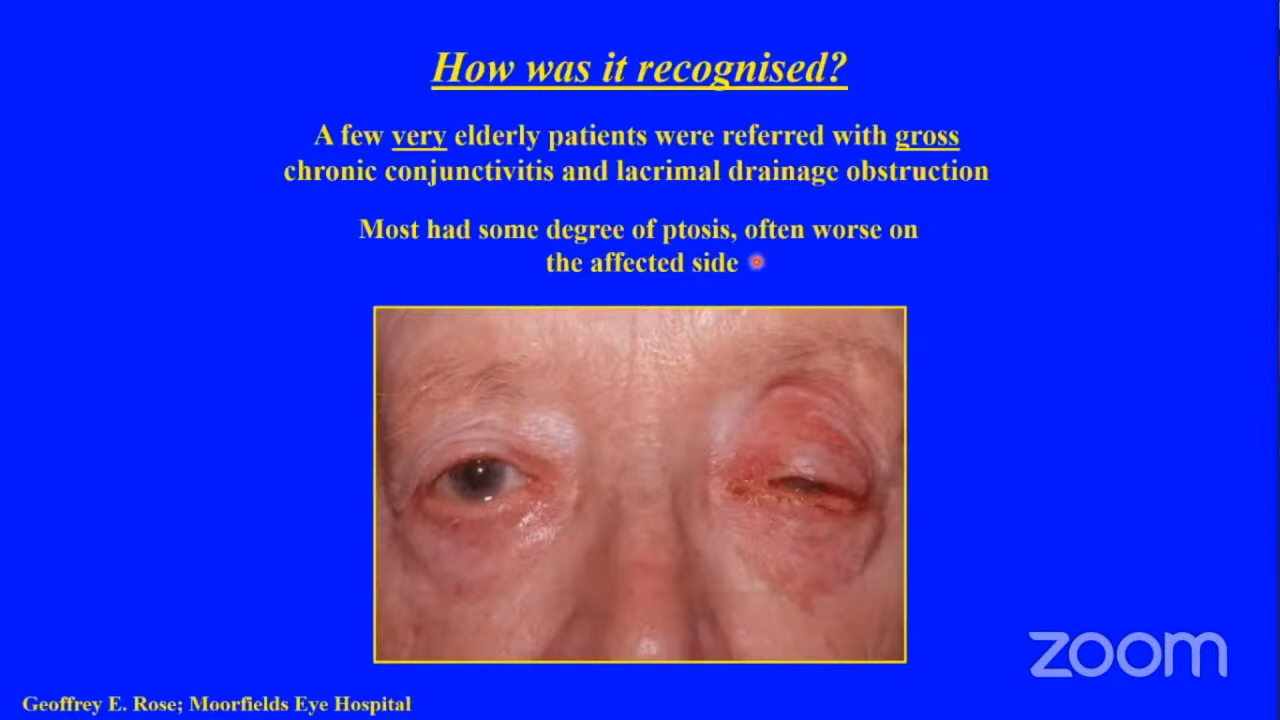 How was it recognised?
A few very elderly patients were referred with gross
chronic conjunctivitis and lacrimal drainage obstruction
Most had some degree of ptosis, often worse on
the affected side
zoom
Geoffrey E. Rose; Moorfields Eye Hospital